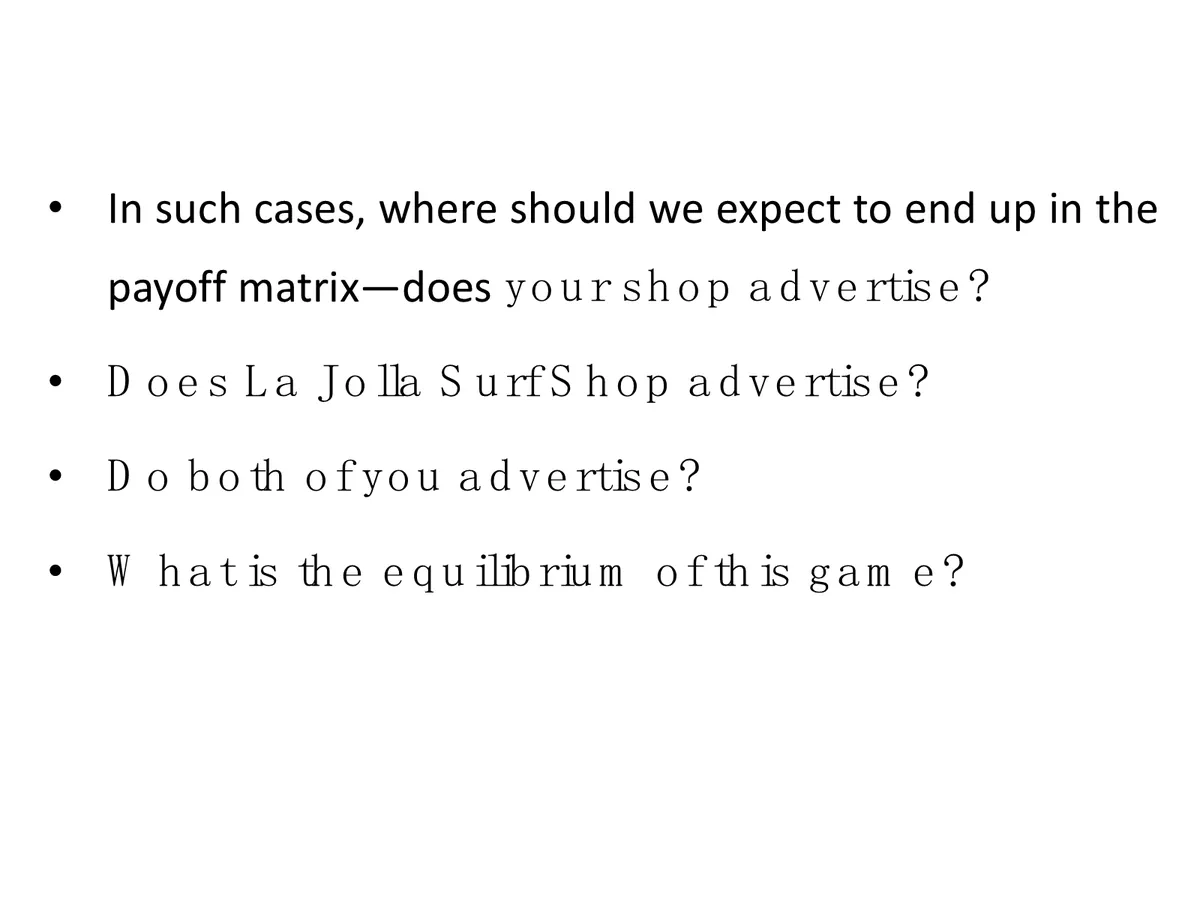 • In such cases, where should we expect to end up in the
payoff matrix—does your shop advertise?
• Does La Jolla Surf Shop advertise?
• Do both of you advertise?
• What is the equilibrium of this game?